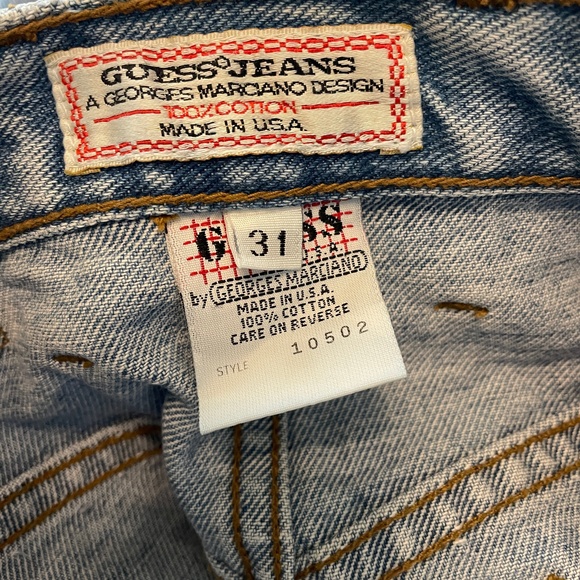 GUESS® JEANS
A GEORGES MARCIANO DESIGN
100% COTTON
MADE IN U.S.A.
31
U.S.A.
by GEORGES MARCIANO
MADE IN U.S.A.
100% COTTON
CARE ON REVERSE
STYLE 10502